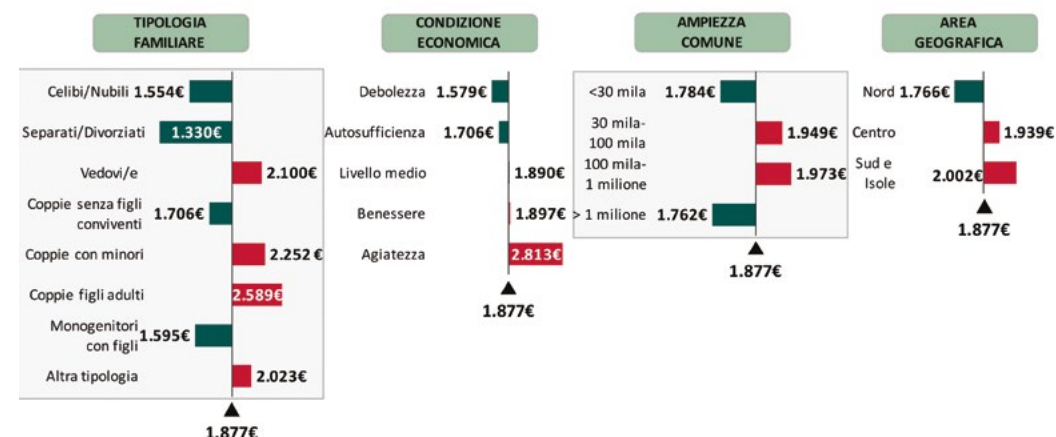 TIPOLOGIA
FAMILIARE
Celibi/Nubili 1.554€
Separati/Divorziati 1.330€
Vedovi/e 2.100€
Coppie senza figli
conviventi 1.706€
Coppie con minori 2.252 €
Coppie figli adulti 2.589€
Monogenitori
con figli 1.595€
Altra tipologia 2.023€
1.877€
CONDIZIONE
ECONOMICA
Debolezza 1.579€
Autosufficienza 1.706€
Livello medio 1.890€
Benessere 1.897€
Agiatezza 2.813€
1.877€
AMPIEZZA
COMUNE
<30 mila 1.784€
30 mila-
100 mila 1.949€
100 mila-
1 milione 1.973€
> 1 milione 1.762€
1.877€
AREA
GEOGRAFICA
Nord 1.766€
Centro 1.939€
Sud e
Isole 2.002€
1.877€